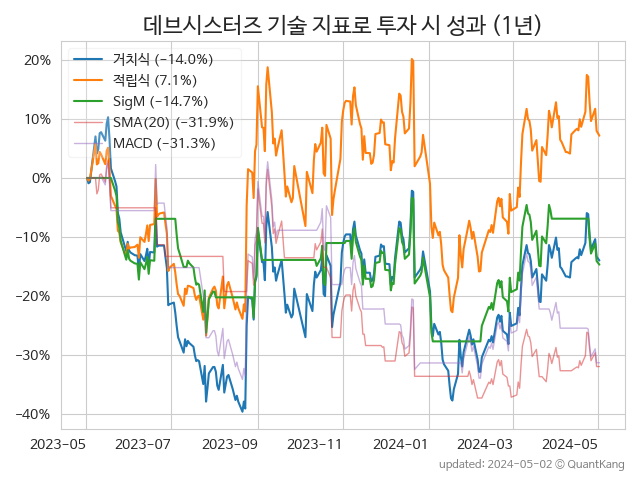 데브시스터즈 기술 지표로 투자 시 성과 (1년)
거치식 (−14.0%)
적립식 (7.1%)
SigM (−14.7%)
SMA(20) (−31.9%)
MACD (−31.3%)
20%
10%
0%
−10%
−20%
−30%
−40%
2023-05 2023-07 2023-09 2023-11 2024-01 2024-03 2024-05
updated: 2024-05-02 © QuantKang